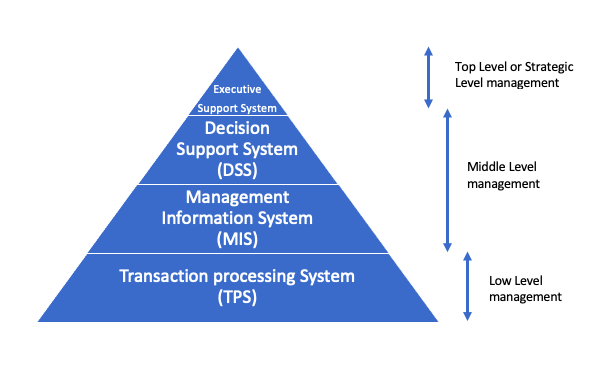 Executive
Support System
Decision
Support System
(DSS)
Management
Information System
(MIS)
Transaction processing System
(TPS)
Top Level or Strategic
Level management
Middle Level
management
Low Level
management